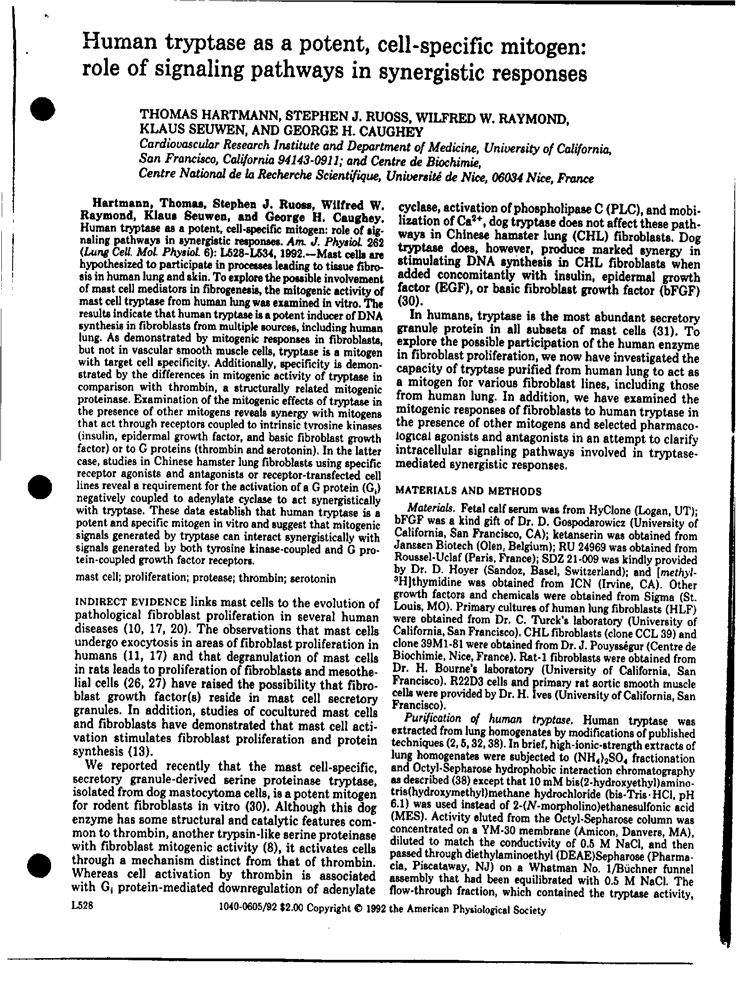 Human tryptase as a potent, cell-specific mitogen:
role of signaling pathways in synergistic responses
THOMAS HARTMANN, STEPHEN J. RUOSS, WILFRED W. RAYMOND,
KLAUS SEUWEN, AND GEORGE H. CAUGHEY
Cardiovascular Research Institute and Department of Medicine, University of California,
San Francisco, California 94143-0911; and Centre de Biochimie,
Centre National de la Recherche Scientifique, Université de Nice, 06034 Nice, France
Hartmann, Thomas, Stephen J. Ruoss, Wilfred W.
Raymond, Klaus Seuwen, and George H. Caughey.
Human tryptase as a potent, cell-specific mitogen: role of sig-
naling pathways in synergistic responses. Am. J. Physiol. 262
(Lung Cell. Mol. Physiol. 6): L528-L534, 1992.—Mast cells are
hypothesized to participate in processes leading to tissue fibro-
sis in human lung and skin. To explore the possible involvement
of mast cell mediators in fibrogenesis, the mitogenic activity of
mast cell tryptase from human lung was examined in vitro. The
results indicate that human tryptase is a potent inducer of DNA
synthesis in fibroblasts from multiple sources, including human
lung. As demonstrated by mitogenic responses in fibroblasts,
but not in vascular smooth muscle cells, tryptase is a mitogen
with target cell specificity. Additionally, specificity is demon-
strated by the differences in mitogenic activity of tryptase in
comparison with thrombin, a structurally related mitogenic
proteinase. Examination of the mitogenic effects of tryptase in
the presence of other mitogens reveals synergy with mitogens
that act through receptors coupled to intrinsic tyrosine kinases
(insulin, epidermal growth factor, and basic fibroblast growth
factor) or to G proteins (thrombin and serotonin). In the latter
case, studies in Chinese hamster lung fibroblasts using specific
receptor agonists and antagonists or receptor-transfected cell
lines reveal a requirement for the activation of a G protein (Gi)
negatively coupled to adenylate cyclase to act synergistically
with tryptase. These data establish that human tryptase is a
potent and specific mitogen in vitro and suggest that mitogenic
signals generated by tryptase can interact synergistically with
signals generated by both tyrosine kinase-coupled and G pro-
tein-coupled growth factor receptors.
mast cell; proliferation; protease; thrombin; serotonin
INDIRECT EVIDENCE links mast cells to the evolution of
pathological fibroblast proliferation in several human
diseases (10, 17, 20). The observations that mast cells
undergo exocytosis in areas of fibroblast proliferation in
humans (11, 17) and that degranulation of mast cells
in rats leads to proliferation of fibroblasts and mesothe-
lial cells (26, 27) have raised the possibility that fibro-
blast growth factor(s) reside in mast cell secretory
granules. In addition, studies of cocultured mast cells
and fibroblasts have demonstrated that mast cell acti-
vation stimulates fibroblast proliferation and protein
synthesis (13).
We reported recently that the mast cell-specific,
secretory granule-derived serine proteinase tryptase,
isolated from dog mastocytoma cells, is a potent mitogen
for rodent fibroblasts in vitro (30). Although this dog
enzyme has some structural and catalytic features com-
mon to thrombin, another trypsin-like serine proteinase
with fibroblast mitogenic activity (8), it activates cells
through a mechanism distinct from that of thrombin.
Whereas cell activation by thrombin is associated
with Gi protein-mediated downregulation of adenylate
cyclase, activation of phospholipase C (PLC), and mobi-
lization of Ca2+, dog tryptase does not affect these path-
ways in Chinese hamster lung (CHL) fibroblasts. Dog
tryptase does, however, produce marked synergy in
stimulating DNA synthesis in CHL fibroblasts when
added concomitantly with insulin, epidermal growth
factor (EGF), or basic fibroblast growth factor (bFGF)
(30).
In humans, tryptase is the most abundant secretory
granule protein in all subsets of mast cells (31). To
explore the possible participation of the human enzyme
in fibroblast proliferation, we now have investigated the
capacity of tryptase purified from human lung to act as
a mitogen for various fibroblast lines, including those
from human lung. In addition, we have examined the
mitogenic responses of fibroblasts to human tryptase in
the presence of other mitogens and selected pharmaco-
logical agonists and antagonists in an attempt to clarify
intracellular signaling pathways involved in tryptase-
mediated synergistic responses.
MATERIALS AND METHODS
Materials. Fetal calf serum was from HyClone (Logan, UT);
bFGF was a kind gift of Dr. D. Gospodarowicz (University of
California, San Francisco, CA); ketanserin was obtained from
Janssen Biotech (Olen, Belgium); RU 24969 was obtained from
Roussel-Uclaf (Paris, France); SDZ 21-009 was kindly provided
by Dr. D. Hoyer (Sandoz, Basel, Switzerland); and [methyl-
3H]thymidine was obtained from ICN (Irvine, CA). Other
growth factors and chemicals were obtained from Sigma (St.
Louis, MO). Primary cultures of human lung fibroblasts (HLF)
were obtained from Dr. C. Turck's laboratory (University of
California, San Francisco). CHL fibroblasts (clone CCL 39) and
clone 39M1-81 were obtained from Dr. J. Pouysségur (Centre de
Biochimie, Nice, France). Rat-1 fibroblasts were obtained from
Dr. H. Bourne's laboratory (University of California, San
Francisco). R22D3 cells and primary rat aortic smooth muscle
cells were provided by Dr. H. Ives (University of California, San
Francisco).
Purification of human tryptase. Human tryptase was
extracted from lung homogenates by modifications of published
techniques (2, 5, 32, 38). In brief, high-ionic-strength extracts of
lung homogenates were subjected to (NH4)2SO4 fractionation
and Octyl-Sepharose hydrophobic interaction chromatography
as described (38) except that 10 mM bis(2-hydroxyethyl)amino-
tris(hydroxymethyl)methane hydrochloride (bis-Tris·HCl, pH
6.1) was used instead of 2-(N-morpholino)ethanesulfonic acid
(MES). Activity eluted from the Octyl-Sepharose column was
concentrated on a YM-30 membrane (Amicon, Danvers, MA),
diluted to match the conductivity of 0.5 M NaCl, and then
passed through diethylaminoethyl (DEAE)Sepharose (Pharma-
cia, Piscataway, NJ) on a Whatman No. 1/Büchner funnel
assembly that had been equilibrated with 0.5 M NaCl. The
flow-through fraction, which contained the tryptase activity,
L528 1040-0605/92 $2.00 Copyright © 1992 the American Physiological Society